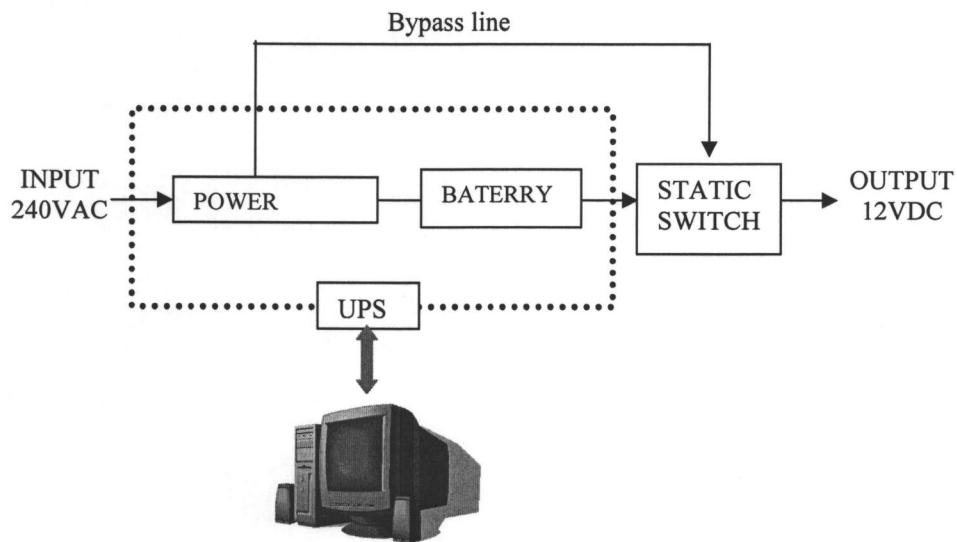 Bypass line
INPUT
240VAC
POWER
BATERRY
STATIC
SWITCH
OUTPUT
12VDC
UPS